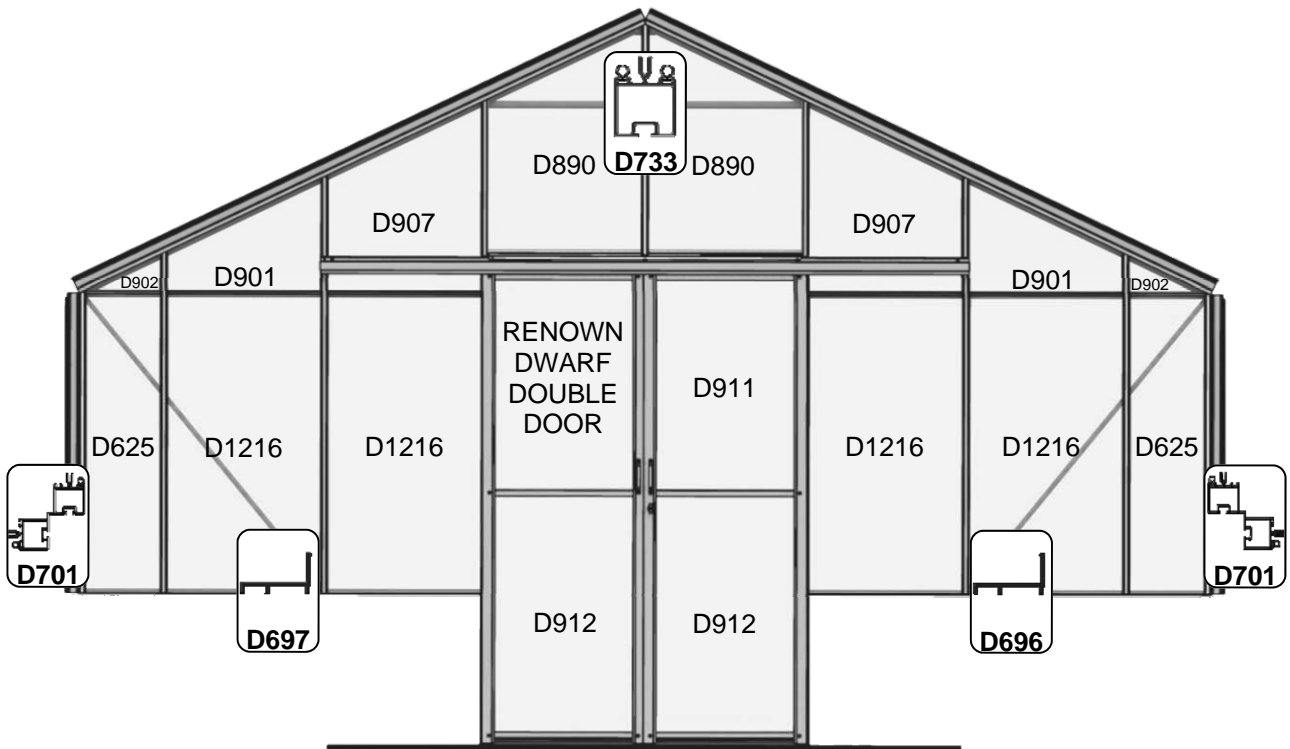 D890
D733
D890
D907
D907
D902
D901
D901
D902
RENOWN
DWARF
DOUBLE
DOOR
D911
D625
D1216
D1216
D1216
D1216
D625
D701
D701
D697
D912
D912
D696